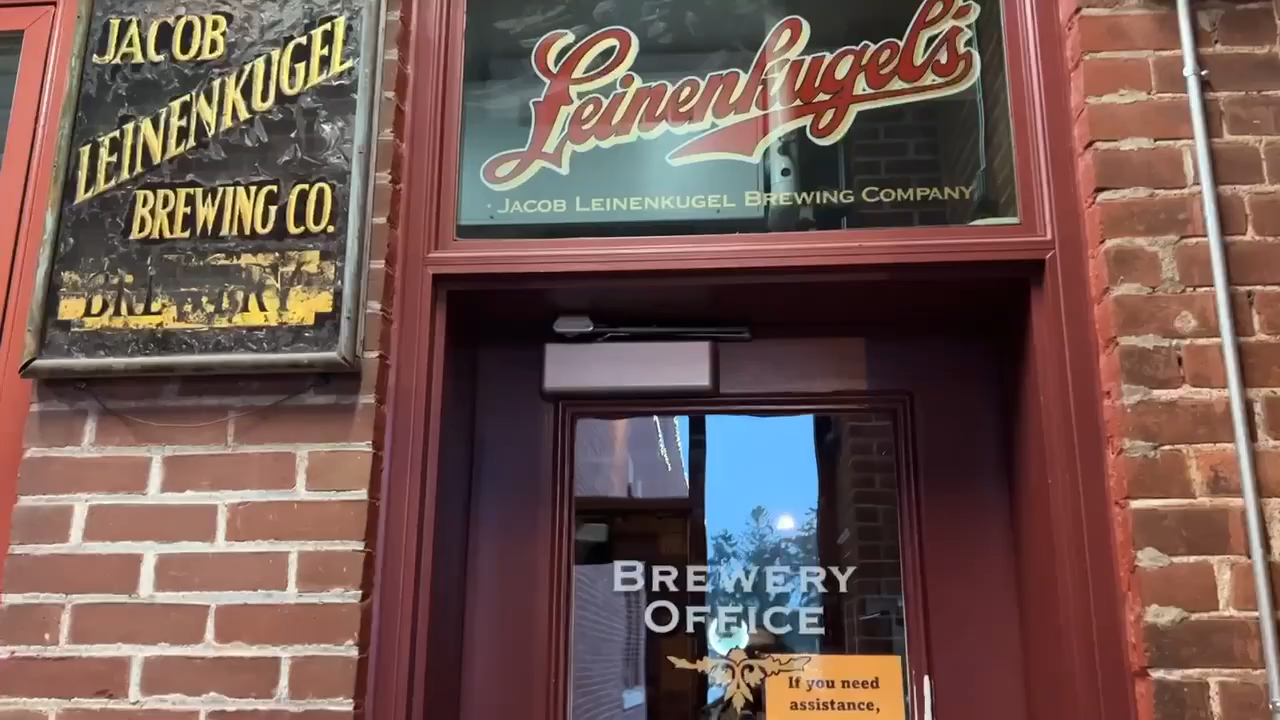 JACOB
LEINENKUGEL
BREWING CO.
Leinenkugel's
JACOB LEINENKUGEL BREWING COMPANY
BREWERY
OFFICE
If you need
assistance,